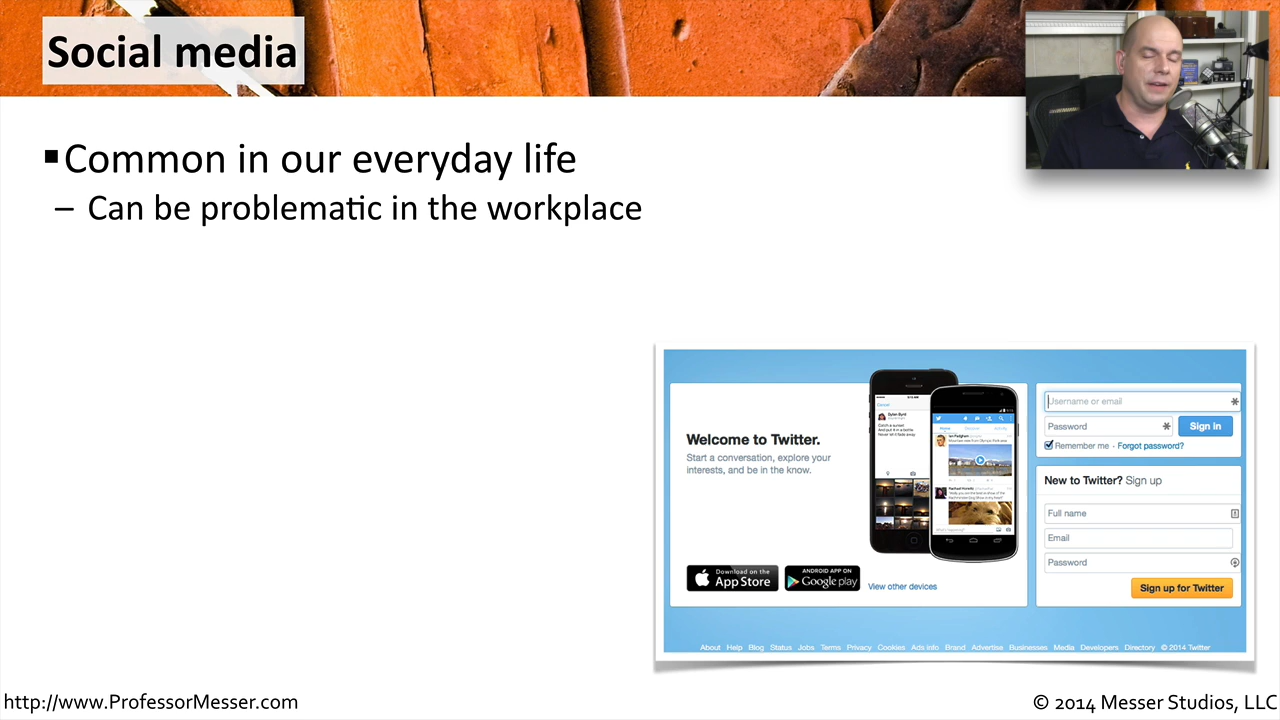 Social media
▪Common in our everyday life
– Can be problematic in the workplace
Welcome to Twitter.
Start a conversation, explore your
interests, and be in the know.
Download on the
App Store
ANDROID APP ON
Google play
View other devices
Username or email
Password
Sign in
Remember me · Forgot password?
New to Twitter? Sign up
Full name
Email
Password
Sign up for Twitter
About Help Blog Status Jobs Terms Privacy Cookies Ads info Brand Advertise Businesses Media Developers Directory © 2014 Twitter
http://www.ProfessorMesser.com
© 2014 Messer Studios, LLC